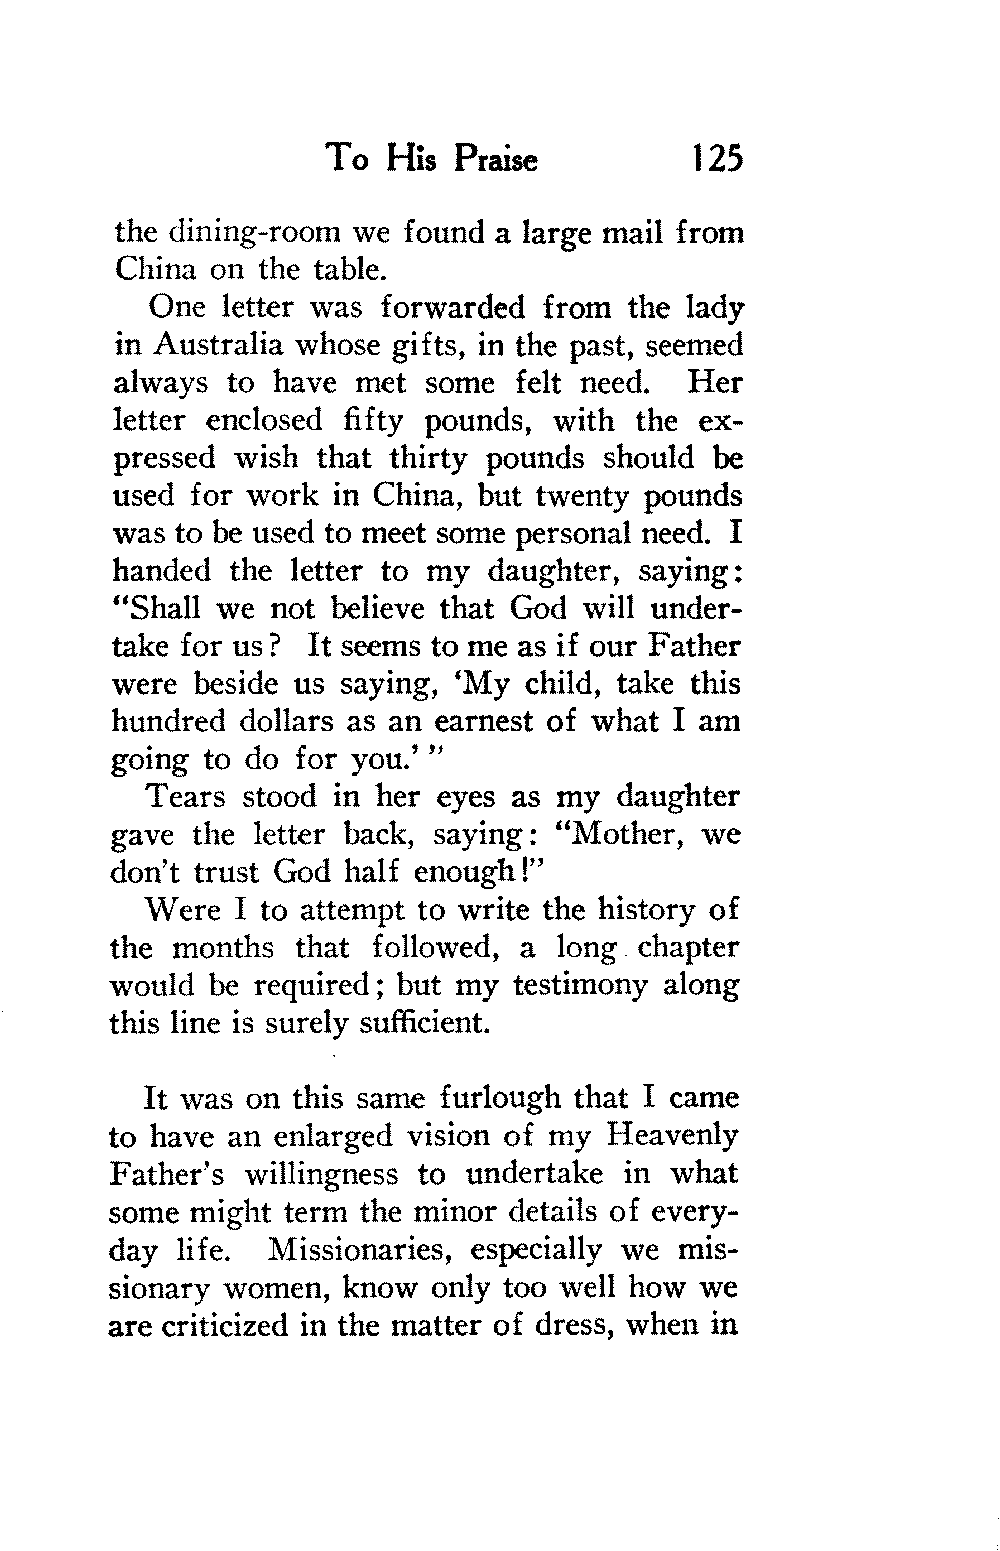 To His Praise 125
the dining-room we found a large mail from
China on the table.
One letter was forwarded from the lady
in Australia whose gifts, in the past, seemed
always to have met some felt need. Her
letter enclosed fifty pounds, with the ex-
pressed wish that thirty pounds should be
used for work in China, but twenty pounds
was to be used to meet some personal need. I
handed the letter to my daughter, saying:
“Shall we not believe that God will under-
take for us? It seems to me as if our Father
were beside us saying, ‘My child, take this
hundred dollars as an earnest of what I am
going to do for you.’ ”
Tears stood in her eyes as my daughter
gave the letter back, saying: “Mother, we
don't trust God half enough!”
Were I to attempt to write the history of
the months that followed, a long chapter
would be required; but my testimony along
this line is surely sufficient.
It was on this same furlough that I came
to have an enlarged vision of my Heavenly
Father's willingness to undertake in what
some might term the minor details of every-
day life. Missionaries, especially we mis-
sionary women, know only too well how we
are criticized in the matter of dress, when in